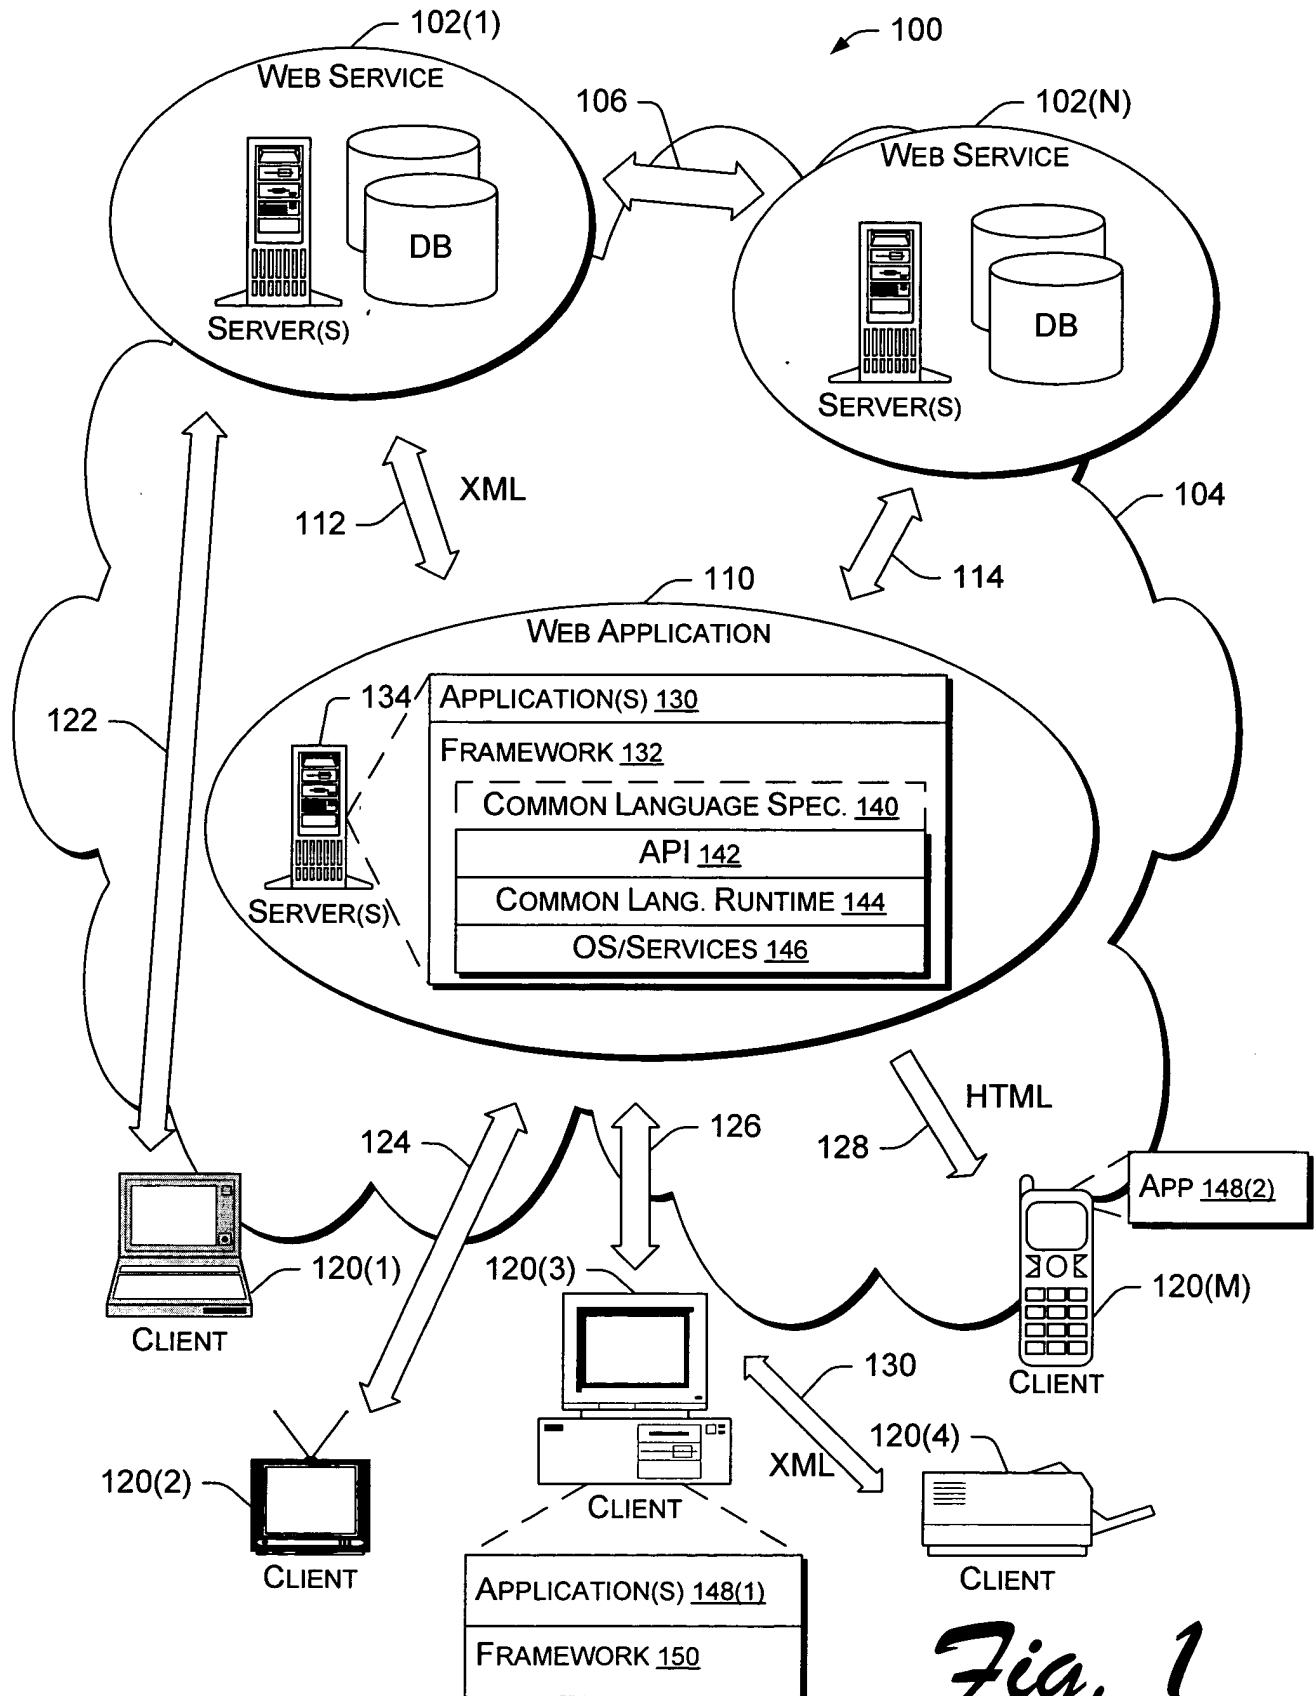 102(1)
100
WEB SERVICE
106
102(N)
WEB SERVICE
DB
SERVER(S)
DB
SERVER(S)
XML
112
104
114
110
WEB APPLICATION
134
APPLICATION(S) 130
122
FRAMEWORK 132
COMMON LANGUAGE SPEC. 140
API 142
COMMON LANG. RUNTIME 144
SERVER(S)
OS/SERVICES 146
HTML
124
126
128
APP 148(2)
120(1)
120(3)
120(M)
CLIENT
130
CLIENT
120(4)
XML
120(2)
CLIENT
CLIENT
CLIENT
APPLICATION(S) 148(1)
FRAMEWORK 150
Fig. 1